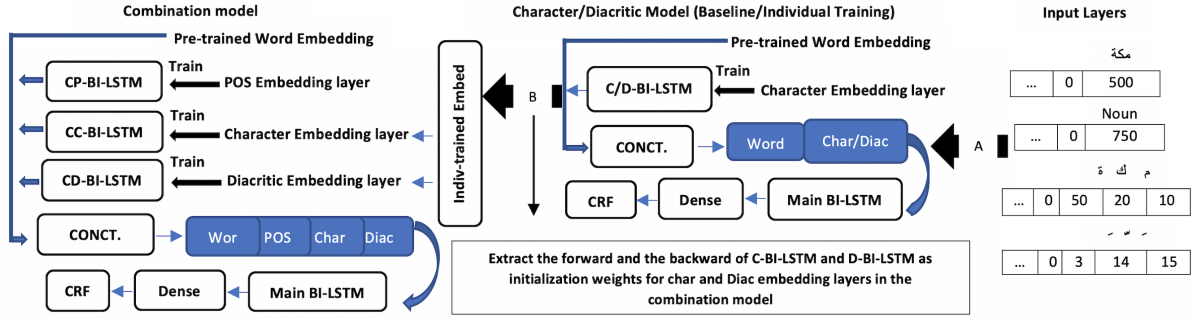 Combination model
Pre-trained Word Embedding
Train
CP-BI-LSTM
POS Embedding layer
Train
CC-BI-LSTM
Character Embedding layer
Train
CD-BI-LSTM
Diacritic Embedding layer
CONCT.
Wor POS Char Diac
CRF Dense Main BI-LSTM
Indiv-trained Embed
Character/Diacritic Model (Baseline/Individual Training)
Pre-trained Word Embedding
Train
C/D-BI-LSTM
Character Embedding layer
B
CONCT.
Word Char/Diac
CRF Dense Main BI-LSTM
A
Extract the forward and the backward of C-BI-LSTM and D-BI-LSTM as
initialization weights for char and Diac embedding layers in the
combination model
Input Layers
مكة
... 0 500
Noun
... 0 750
م ك ة
... 0 50 20 10
َ ّ َ َ
... 0 3 14 15